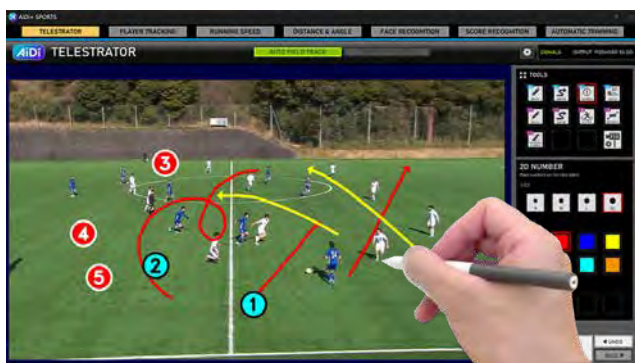 AiDi+ SPORTS
TELESTRATOR
PLAYER TRACKING
RUNNING SPEED
DISTANCE & ANGLE
FACE RECOGNITION
SCORE RECOGNITION
AUTOMATIC TRIMMING
AiDi TELESTRATOR
AUTO FIELD TRACK
TOOLS
3
4
2
5
1
2D NUMBER
UNDO